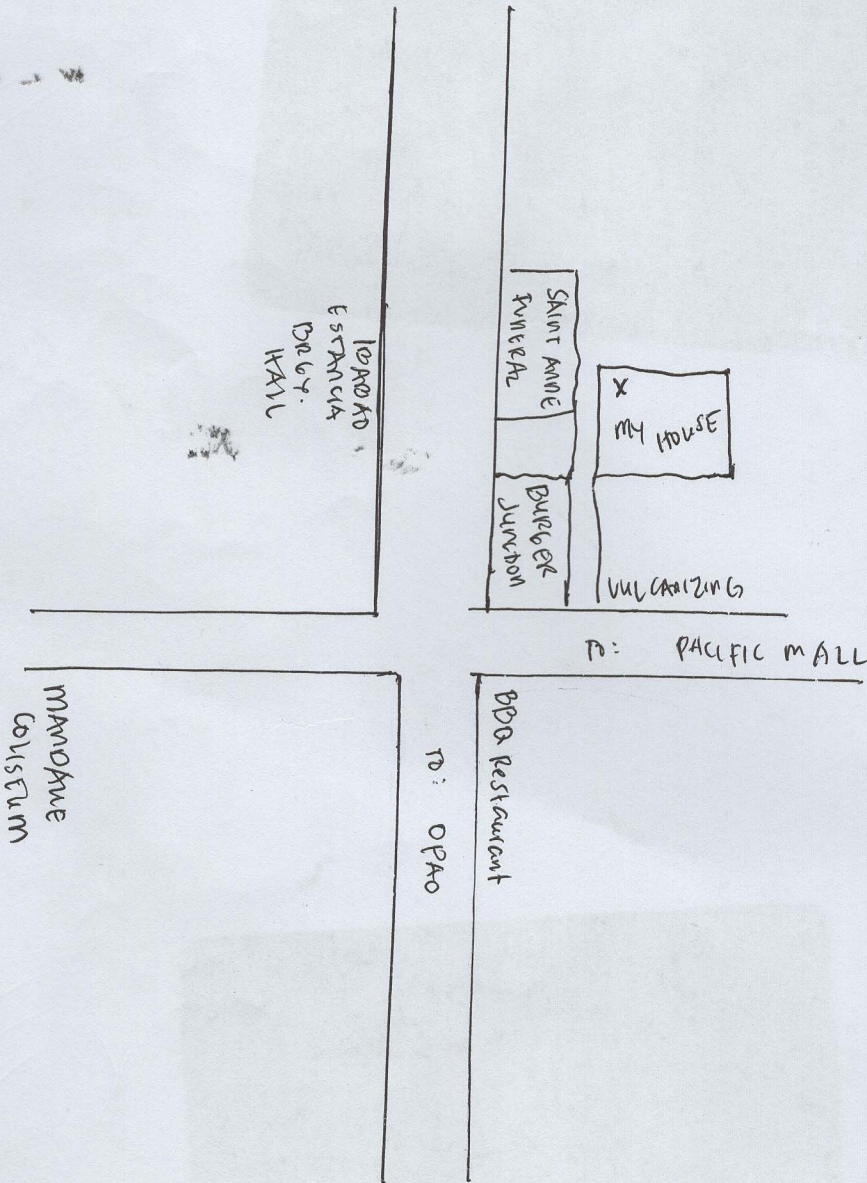 SAINT ANNE
FUNERAL
X
MY HOUSE
IBABAO
ESTANCIA
BRGY.
HALL
BURGER
JUNCTION
VULCANIZING
TO: PACIFIC MALL
BBQ Restaurant
TO: OPAO
MANDAUE
COLISEUM